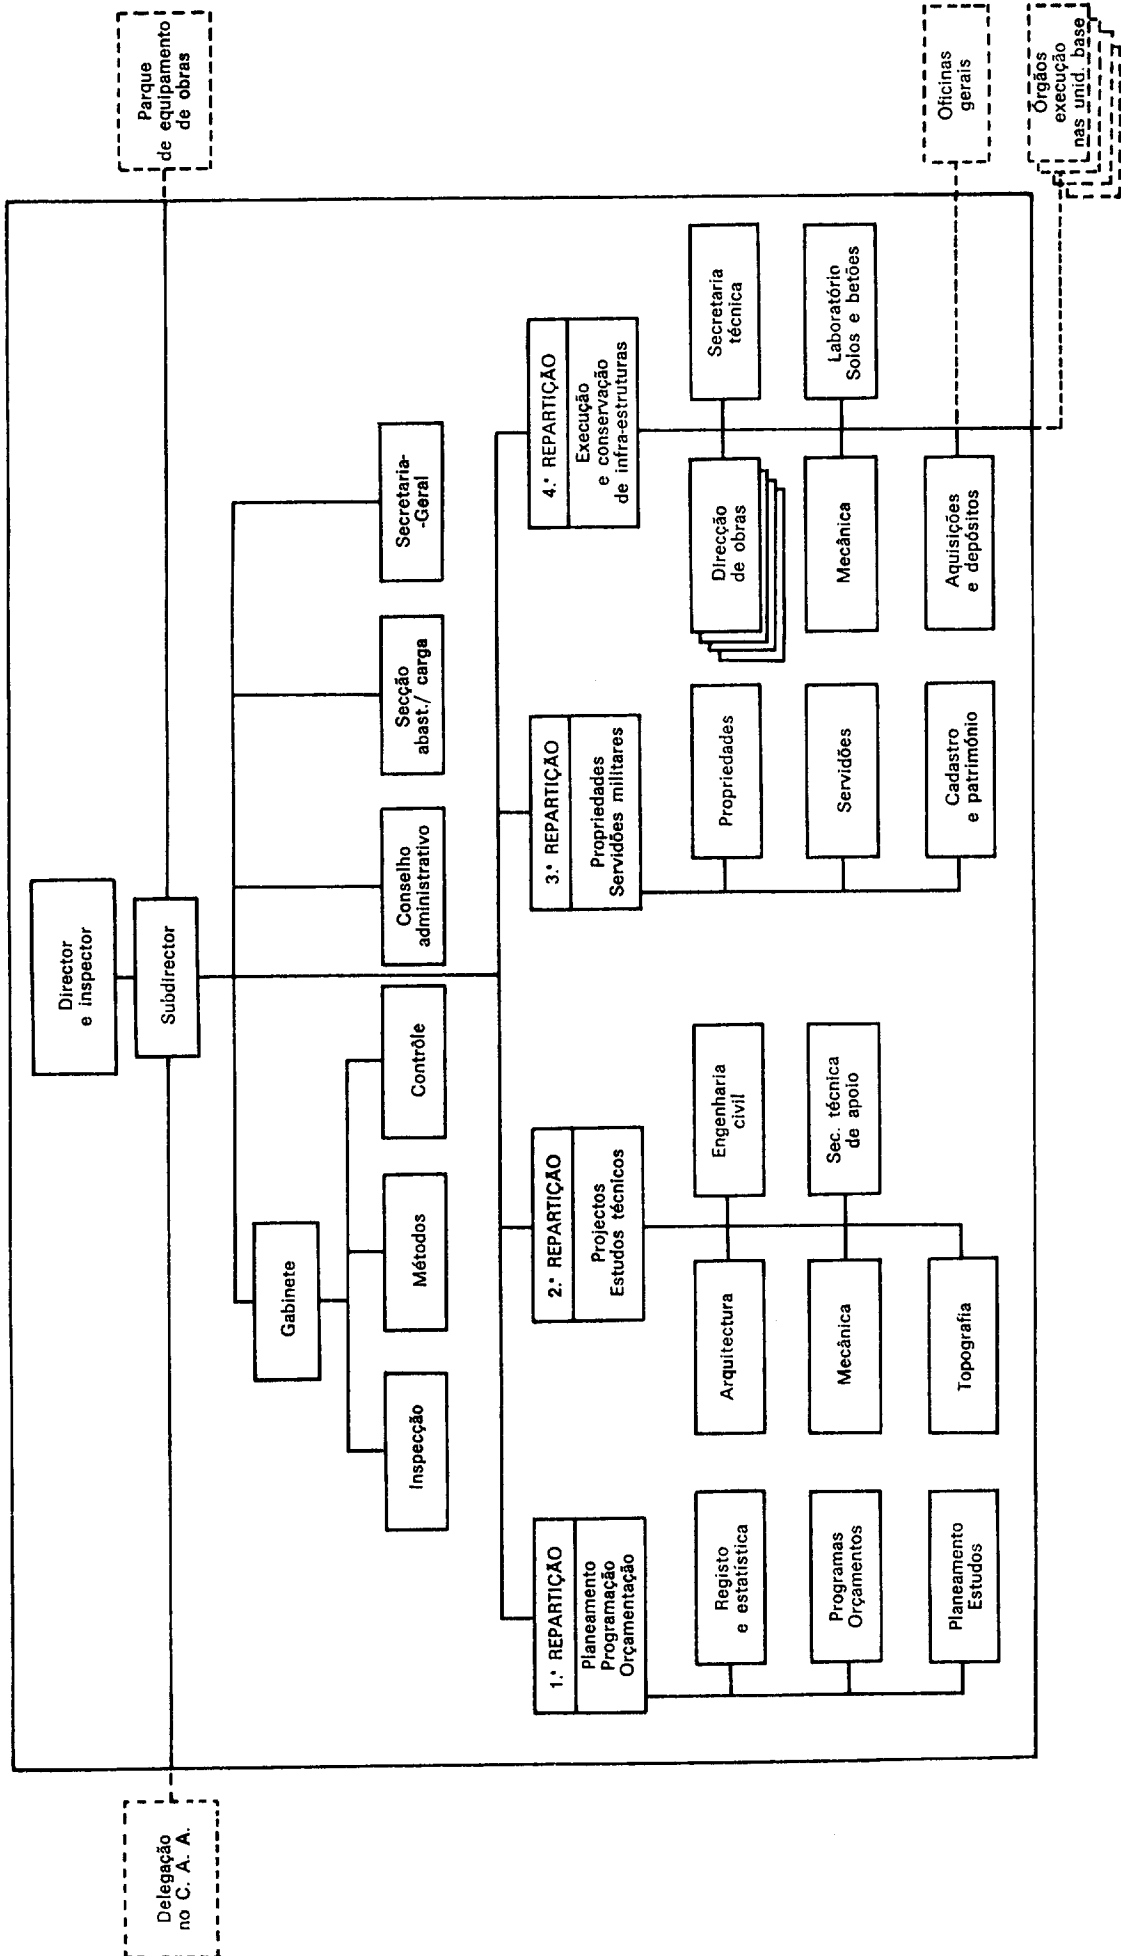 Director
e inspector
Delegação
no C. A. A.
Subdirector
Parque
de equipamento
de obras
Gabinete
Inspecção
Métodos
Contrôle
Conselho
administrativo
Secção
abast./ carga
Secretaria-
-Geral
1.ª REPARTIÇÃO
Planeamento
Programação
Orçamentação
2.ª REPARTIÇÃO
Projectos
Estudos técnicos
3.ª REPARTIÇÃO
Propriedades
Servidões militares
4.ª REPARTIÇÃO
Execução
e conservação
de infra-estruturas
Registo
e estatística
Programas
Orçamentos
Planeamento
Estudos
Arquitectura
Engenharia
civil
Mecânica
Sec. técnica
de apoio
Topografia
Propriedades
Servidões
Cadastro
e património
Direcção
de obras
Secretaria
técnica
Mecânica
Laboratório
Solos e betões
Aquisições
e depósitos
Oficinas
gerais
Órgãos
execução
nas unid. base